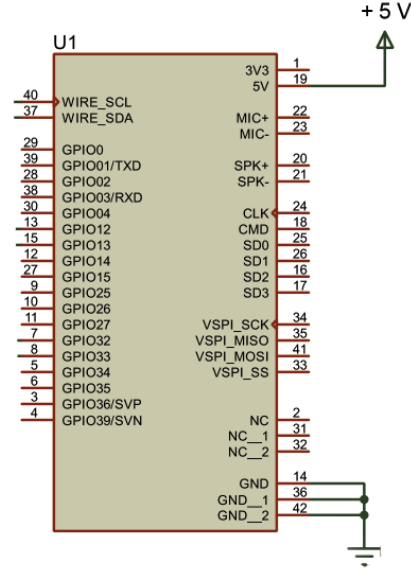 + 5 V
U1
3V3 1
5V 19
40 WIRE_SCL
37 WIRE_SDA
MIC+ 22
MIC- 23
29 GPIO0
39 GPIO01/TXD
28 GPIO02
38 GPIO03/RXD
30 GPIO04
13 GPIO12
15 GPIO13
12 GPIO14
27 GPIO15
9 GPIO25
10 GPIO26
11 GPIO27
7 GPIO32
8 GPIO33
5 GPIO34
6 GPIO35
3 GPIO36/SVP
4 GPIO39/SVN
SPK+ 20
SPK- 21
CLK 24
CMD 18
SD0 25
SD1 26
SD2 16
SD3 17
VSPI_SCK 34
VSPI_MISO 35
VSPI_MOSI 41
VSPI_SS 33
NC 2
NC__1 31
NC__2 32
GND 14
GND__1 36
GND__2 42